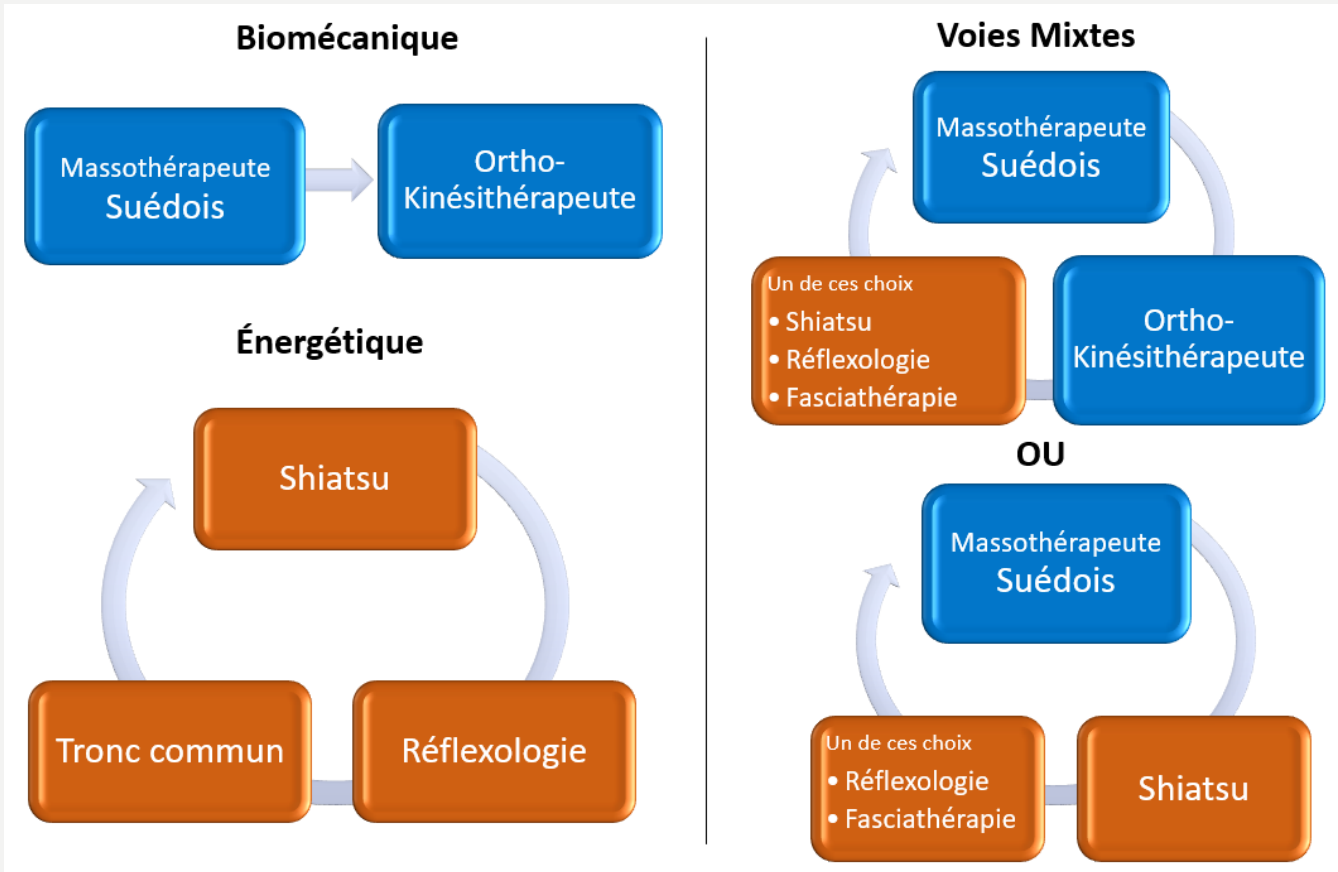 Biomécanique
Massothérapeute
Suédois
Ortho-
Kinésithérapeute
Énergétique
Shiatsu
Tronc commun
Réflexologie
Voies Mixtes
Massothérapeute
Suédois
Un de ces choix
• Shiatsu
• Réflexologie
• Fasciathérapie
Ortho-
Kinésithérapeute
OU
Massothérapeute
Suédois
Un de ces choix
• Réflexologie
• Fasciathérapie
Shiatsu